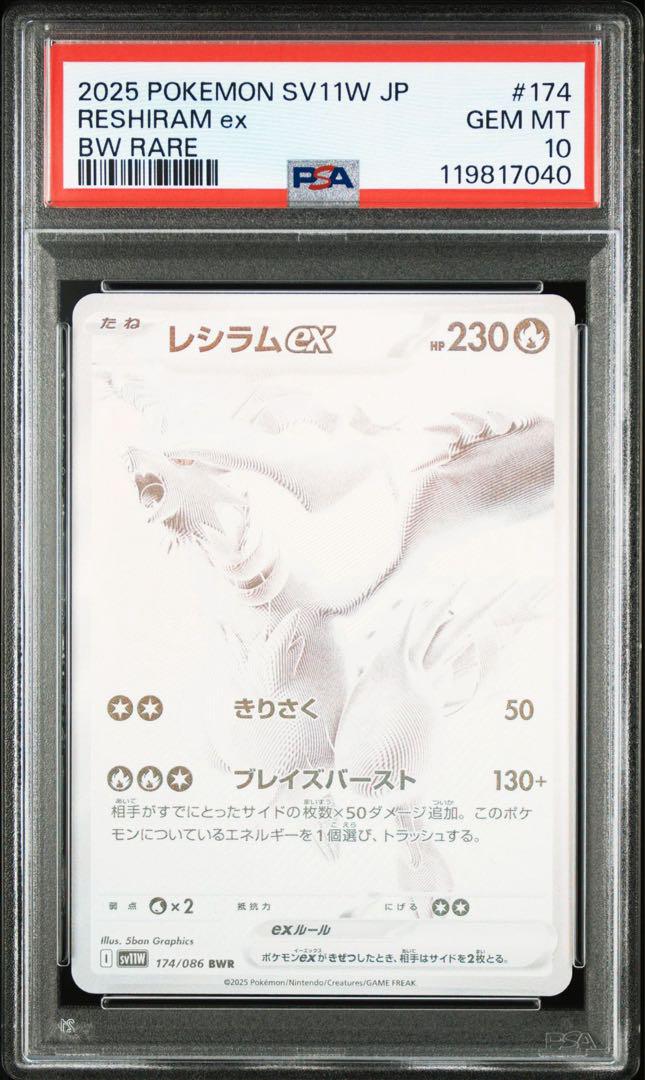 2025 POKEMON SV11W JP #174
RESHIRAM ex GEM MT
BW RARE 10
PSA 119817040
たね レシラムex HP230
きりさく 50
ブレイズバースト 130+
相手がすでにとったサイドの枚数×50ダメージ追加。このポケ
モンについているエネルギーを1個選び、トラッシュする。
弱点 ×2 抵抗力 にげる
exルール
ポケモンexがきぜつしたとき、相手はサイドを2枚とる。
Illus. 5ban Graphics
I sv11W 174/086 BWR
©2025 Pokémon/Nintendo/Creatures/GAME FREAK.
PSA